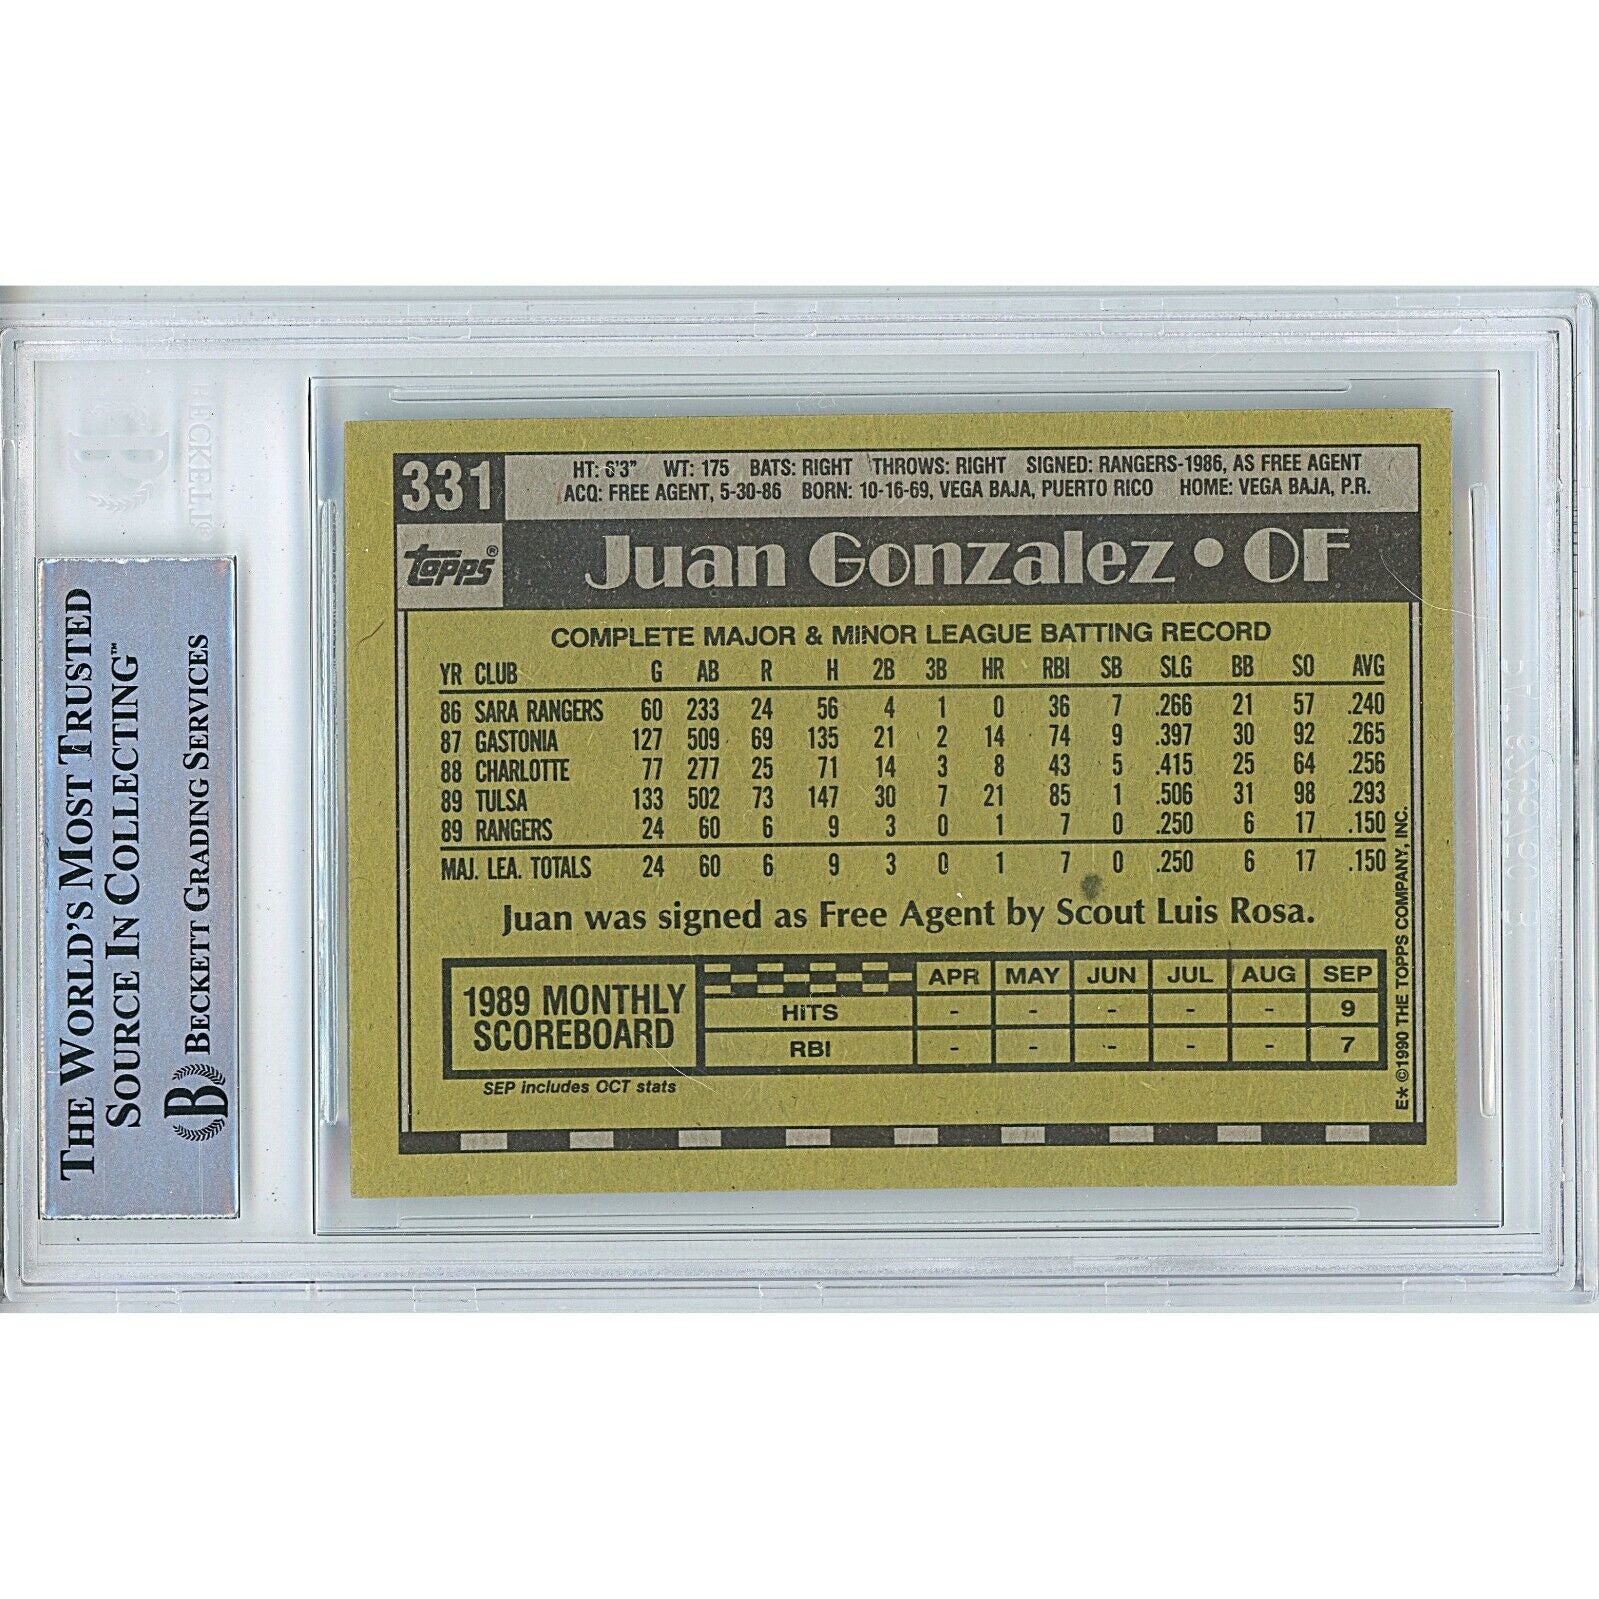 BECKETT
B
THE WORLD'S MOST TRUSTED
SOURCE IN COLLECTING™
B BECKETT GRADING SERVICES
331
HT: 6'3" WT: 175 BATS: RIGHT THROWS: RIGHT SIGNED: RANGERS-1986, AS FREE AGENT
ACQ: FREE AGENT, 5-30-86 BORN: 10-16-69, VEGA BAJA, PUERTO RICO HOME: VEGA BAJA, P.R.
topps®
Juan Gonzalez • OF
COMPLETE MAJOR & MINOR LEAGUE BATTING RECORD
YR CLUB G AB R H 2B 3B HR RBI SB SLG BB SO AVG
86 SARA RANGERS 60 233 24 56 4 1 0 36 7 .266 21 57 .240
87 GASTONIA 127 509 69 135 21 2 14 74 9 .397 30 92 .265
88 CHARLOTTE 77 277 25 71 14 3 8 43 5 .415 25 64 .256
89 TULSA 133 502 73 147 30 7 21 85 1 .506 31 98 .293
89 RANGERS 24 60 6 9 3 0 1 7 0 .250 6 17 .150
MAJ. LEA. TOTALS 24 60 6 9 3 0 1 7 0 .250 6 17 .150
Juan was signed as Free Agent by Scout Luis Rosa.
1989 MONTHLY
SCOREBOARD
APR MAY JUN JUL AUG SEP
HITS - - - - - 9
RBI - - - - - 7
SEP includes OCT stats
E* ©1990 THE TOPPS COMPANY, INC.